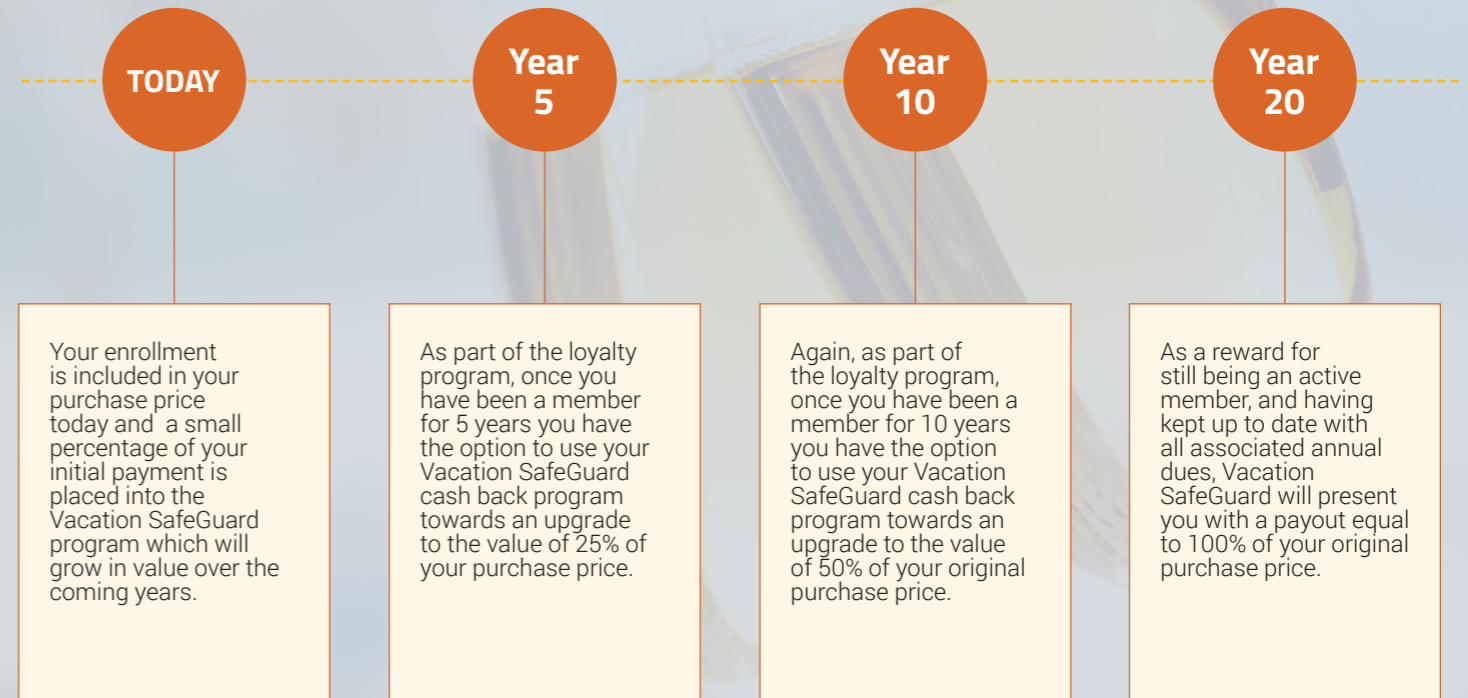 TODAY
Your enrollment
is included in your
purchase price
today and  a small
percentage of your
initial payment is
placed into the
Vacation SafeGuard
program which will
grow in value over the
coming years.
Year
5
As part of the loyalty
program, once you
have been a member
for 5 years you have
the option to use your
Vacation SafeGuard
cash back program
towards an upgrade
to the value of 25% of
your purchase price.
Year
10
Again, as part of
the loyalty program,
once you have been a
member for 10 years
you have the option
to use your Vacation
SafeGuard cash back
program towards an
upgrade to the value
of 50% of your original
purchase price.
Year
20
As a reward for
still being an active
member, and having
kept up to date with
all associated annual
dues, Vacation
SafeGuard will present
you with a payout equal
to 100% of your original
purchase price.